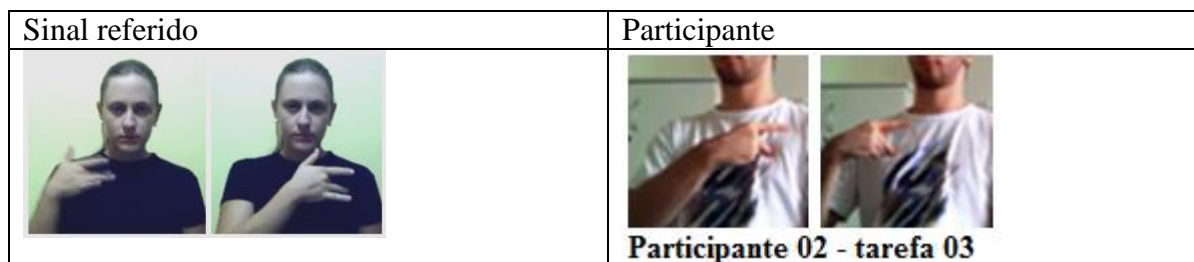 Sinal referido
Participante
Participante 02 - tarefa 03